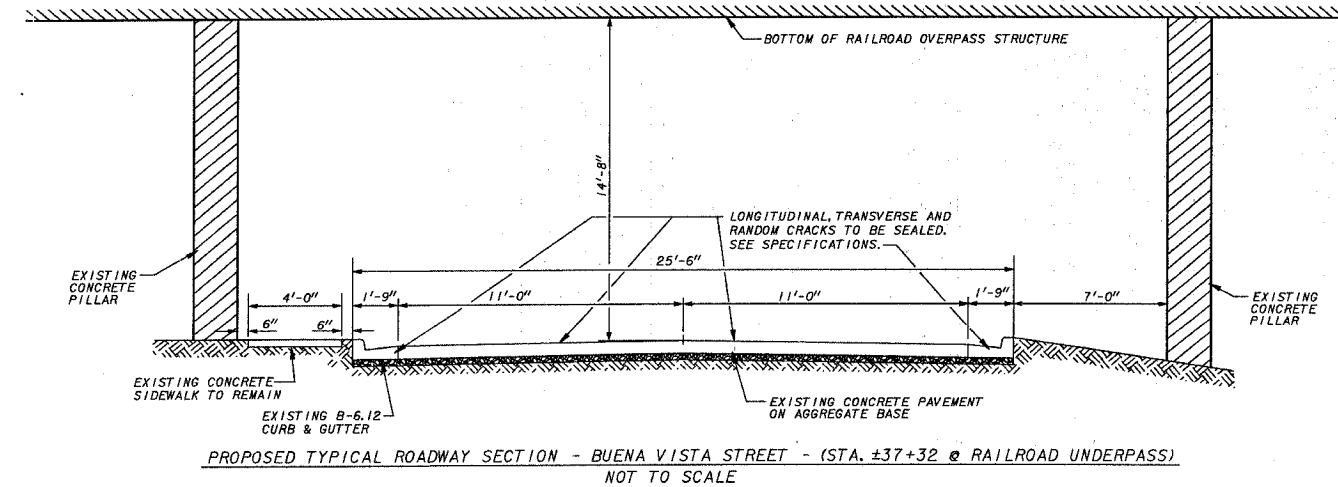 BOTTOM OF RAILROAD OVERPASS STRUCTURE
14'-8"
LONGITUDINAL, TRANSVERSE AND
RANDOM CRACKS TO BE SEALED.
SEE SPECIFICATIONS.
25'-6"
EXISTING
CONCRETE
PILLAR
4'-0"
1'-9"
11'-0"
11'-0"
1'-9"
7'-0"
EXISTING
CONCRETE
PILLAR
6"
6"
EXISTING CONCRETE
SIDEWALK TO REMAIN
EXISTING B-6.12
CURB & GUTTER
EXISTING CONCRETE PAVEMENT
ON AGGREGATE BASE
PROPOSED TYPICAL ROADWAY SECTION - BUENA VISTA STREET - (STA. ±37+32 @ RAILROAD UNDERPASS)
NOT TO SCALE